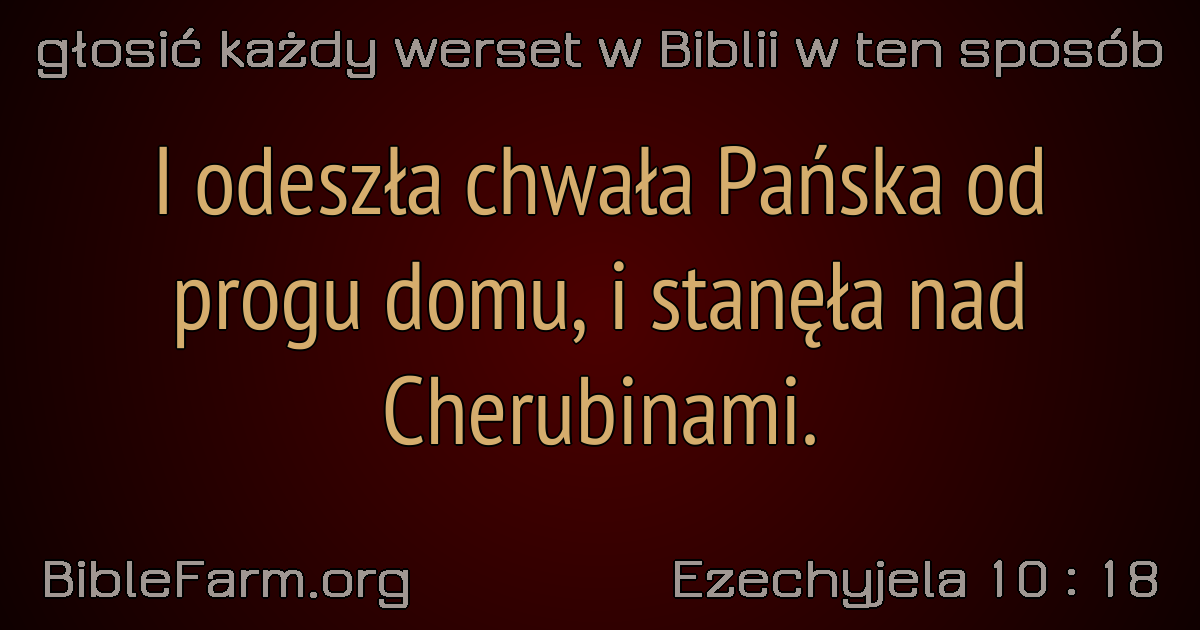 głosić każdy werset w Biblii w ten sposób
I odeszła chwała Pańska od
progu domu, i stanęła nad
Cherubinami.
BibleFarm.org
Ezechyjela 10 : 18